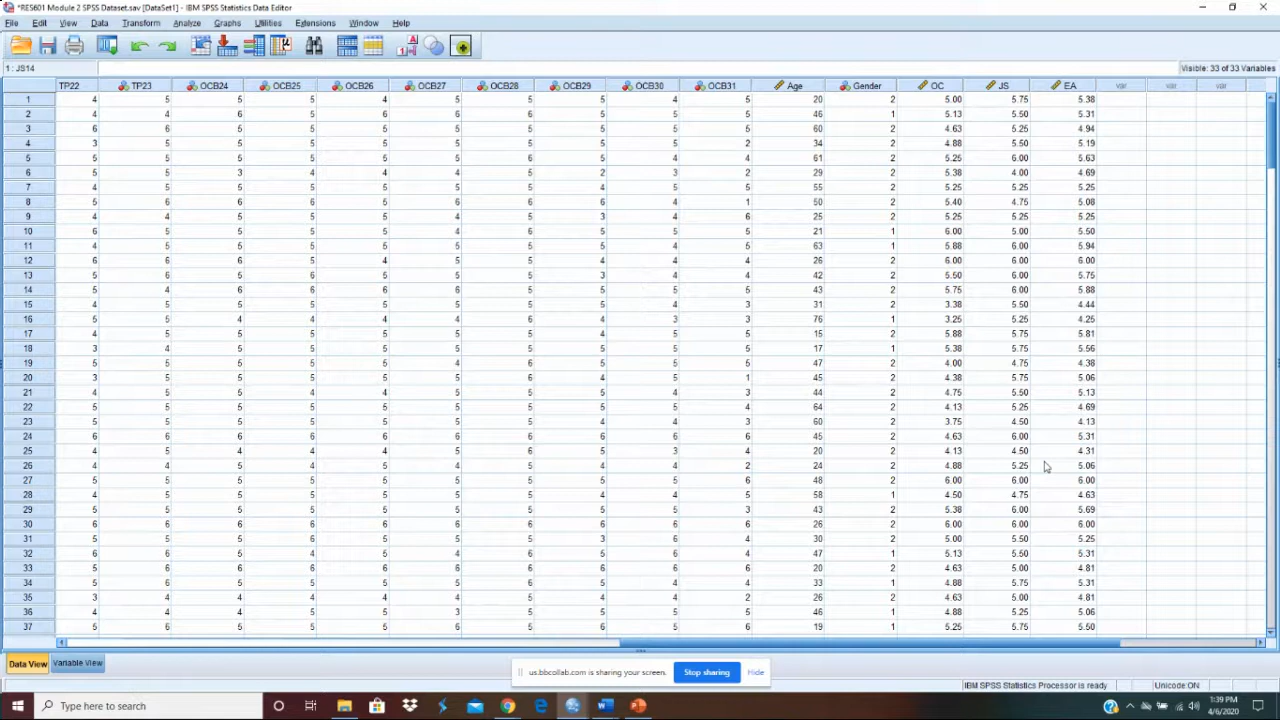 *RES601 Module 2 SPSS Dataset.sav [DataSet1] - IBM SPSS Statistics Data Editor
File Edit View Data Transform Analyze Graphs Utilities Extensions Window Help
1 : JS14 Visible: 33 of 33 Variables
TP22 TP23 OCB24 OCB25 OCB26 OCB27 OCB28 OCB29 OCB30 OCB31 Age Gender OC JS EA var var var
1 4 5 5 5 4 5 5 5 4 5 20 2 5.00 5.75 5.38
2 4 4 6 5 6 6 6 5 5 5 46 1 5.13 5.50 5.31
3 6 6 5 5 5 5 5 5 5 5 60 2 4.63 5.25 4.94
4 3 5 5 5 5 5 6 5 5 2 34 2 4.88 5.50 5.19
5 5 5 5 5 5 5 6 5 4 4 61 2 5.25 6.00 5.63
6 5 5 3 4 4 4 5 2 3 2 29 2 5.38 4.00 4.69
7 4 5 5 5 5 5 5 4 5 5 55 2 5.25 5.25 5.25
8 5 6 6 6 5 6 6 6 4 1 50 2 5.40 4.75 5.08
9 4 4 5 5 5 4 5 3 4 6 25 2 5.25 5.25 5.25
10 6 5 5 5 5 4 6 5 5 5 21 1 6.00 5.00 5.50
11 4 5 5 5 5 5 5 5 4 5 63 1 5.88 6.00 5.94
12 6 6 6 5 4 5 5 4 4 4 26 2 6.00 6.00 6.00
13 5 6 5 6 5 5 5 3 4 4 42 2 5.50 6.00 5.75
14 5 4 6 6 6 6 5 5 5 5 43 2 5.75 6.00 5.88
15 4 5 5 5 5 5 5 5 4 3 31 2 3.38 5.50 4.44
16 5 5 4 4 4 4 6 4 3 3 76 1 3.25 5.25 4.25
17 4 5 5 5 5 5 5 4 5 5 15 2 5.88 5.75 5.81
18 3 4 5 5 5 5 5 5 5 5 17 1 5.38 5.75 5.56
19 5 5 5 5 5 4 6 5 5 5 47 2 4.00 4.75 4.38
20 3 5 5 5 5 5 6 4 5 1 45 2 4.38 5.75 5.06
21 4 5 5 4 4 5 5 5 4 3 44 2 4.75 5.50 5.13
22 5 5 5 5 5 5 5 5 5 4 64 2 4.13 5.25 4.69
23 5 5 5 5 5 5 5 4 4 3 60 2 3.75 4.50 4.13
24 6 6 6 6 6 6 6 6 6 6 45 2 4.63 6.00 5.31
25 4 5 4 4 5 4 6 5 3 4 20 2 4.13 4.50 4.31
26 4 4 5 4 5 5 5 4 4 2 24 2 4.88 5.25 5.06
27 5 5 5 5 5 5 5 5 5 6 48 2 6.00 6.00 6.00
28 4 5 5 5 5 5 5 4 4 5 58 1 4.50 4.75 4.63
29 5 5 5 5 5 5 5 5 5 3 43 2 5.38 6.00 5.69
30 6 6 6 6 6 6 6 6 6 6 26 2 6.00 6.00 6.00
31 5 5 5 6 5 5 5 3 6 4 30 2 5.00 5.50 5.25
32 6 6 5 4 5 4 6 5 6 4 47 1 5.13 5.50 5.31
33 5 6 5 5 5 5 6 5 6 6 20 2 4.63 5.00 4.81
34 5 6 5 5 5 5 6 5 4 4 33 1 4.88 5.75 5.31
35 3 4 4 4 4 4 5 4 4 2 26 2 4.63 5.00 4.81
36 4 4 4 5 5 3 6 5 5 5 46 1 4.88 5.25 5.06
37 5 6 5 5 5 5 5 6 5 6 19 1 5.25 5.75 5.50
Data View Variable View
us.bbcollab.com is sharing your screen. Stop sharing Hide
IBM SPSS Statistics Processor is ready Unicode:ON
Type here to search 1:39 PM
4/6/2020